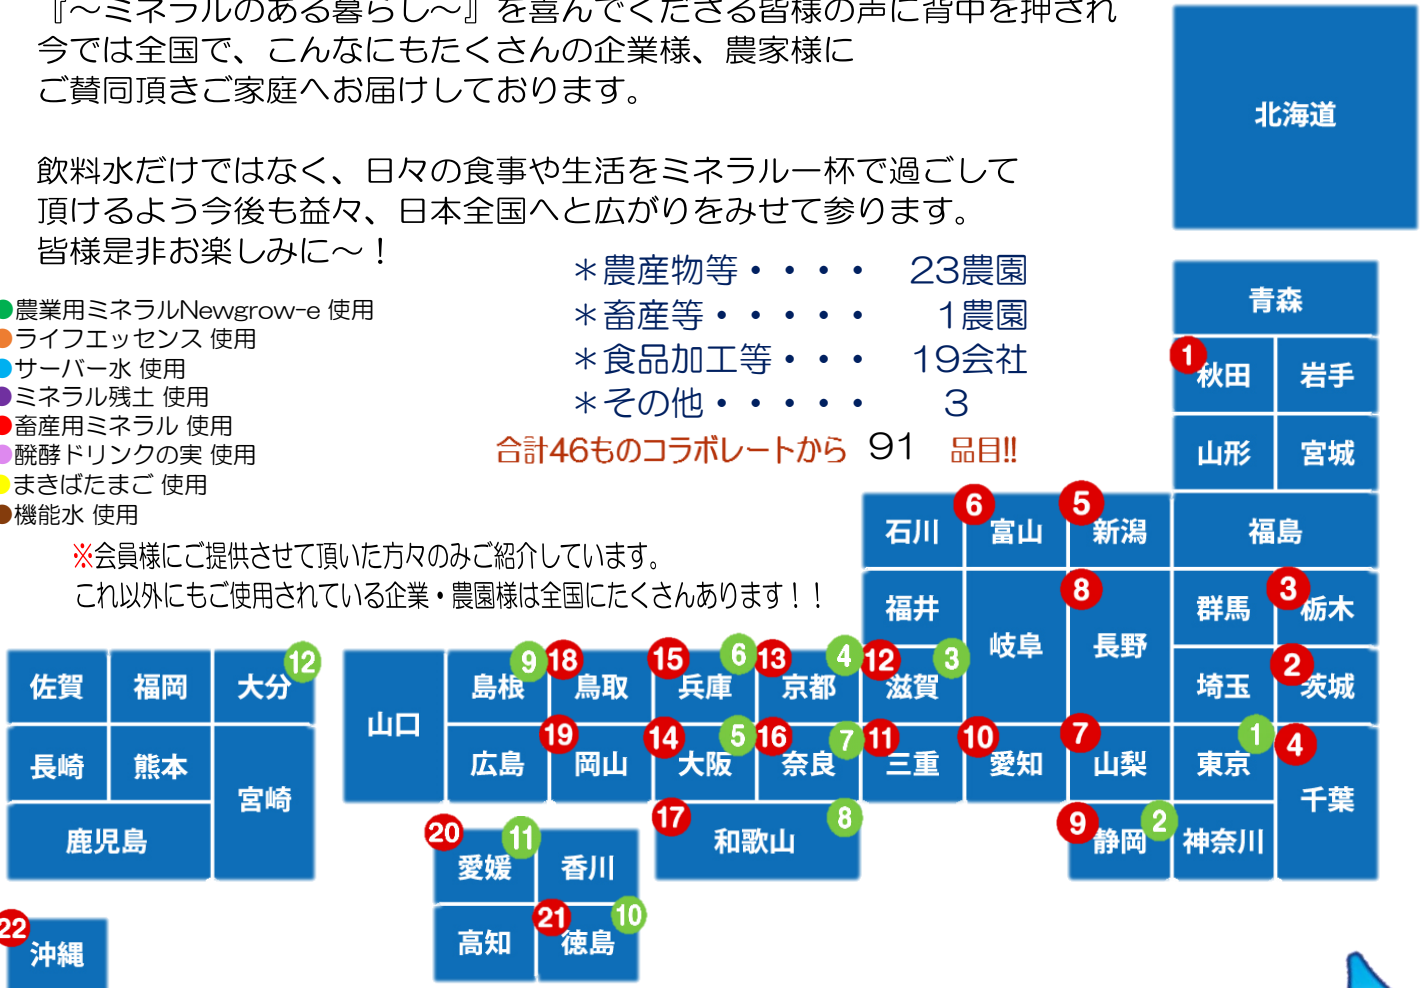 『～ミネラルのある暮らし～』を喜んでくださる皆様の声に背中を押され
今では全国で、こんなにもたくさんの企業様、農家様に
ご賛同頂きご家庭へお届けしております。
飲料水だけではなく、日々の食事や生活をミネラル一杯で過ごして
頂けるよう今後も益々、日本全国へと広がりをみせて参ります。
皆様是非お楽しみに～！
＊農産物等・・・・ 23農園
＊畜産等・・・・・ 1農園
＊食品加工等・・・ 19会社
＊その他・・・・・ 3
合計46ものコラボレートから 91 品目!!
●農業用ミネラルNewgrow-e 使用
●ライフエッセンス 使用
●サーバー水 使用
●ミネラル残土 使用
●畜産用ミネラル 使用
●醗酵ドリンクの実 使用
●まきばたまご 使用
●機能水 使用
※会員様にご提供させて頂いた方々のみご紹介しています。
これ以外にもご使用されている企業・農園様は全国にたくさんあります！！
北海道
青森
1 秋田 岩手
山形 宮城
石川 6 富山 5 新潟 福島
福井 岐阜 8 長野 群馬 3 栃木
埼玉 2 茨城
佐賀 福岡 大分 12 山口 島根 9 18 鳥取 15 兵庫 6 13 京都 4 12 滋賀 3
長崎 熊本 宮崎 広島 19 岡山 14 大阪 5 16 奈良 7 11 三重 10 愛知 7 山梨 東京 1 4 千葉
鹿児島 17 和歌山 8 9 静岡 2 神奈川
20 愛媛 11 香川
高知 21 徳島 10
22 沖縄